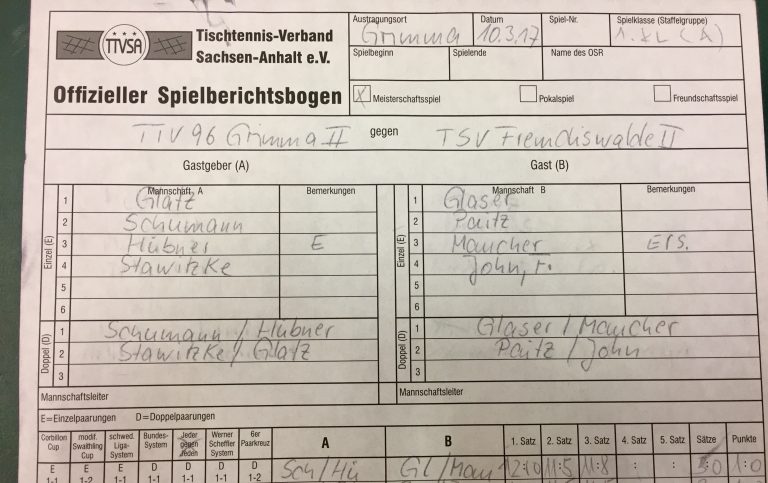 TTVSA
Tischtennis-Verband
Sachsen-Anhalt e.V.
Offizieller Spielberichtsbogen
Austragungsort Datum Spiel-Nr. Spielklasse (Staffelgruppe)
Grimma 10.3.17 1. KL (A)
Spielbeginn Spielende Name des OSR
X Meisterschaftsspiel Pokalspiel Freundschaftsspiel
TTV 96 Grimma II gegen TSV Fremdiswalde II
Gastgeber (A) Gast (B)
Mannschaft A Bemerkungen Mannschaft B Bemerkungen
Einzel (E) Einzel (E)
1 Glatz 1 Glaser
2 Schumann 2 Paitz
3 Hübner E 3 Maucher Ers.
4 Stawitzke 4 John, F.
5 5
6 6
Doppel (D) Doppel (D)
1 Schumann / Hübner 1 Glaser / Maucher
2 Stawitzke / Glatz 2 Paitz / John
3 3
Mannschaftsleiter Mannschaftsleiter
E=Einzelpaarungen D=Doppelpaarungen
Corbillon Cup modif. Swaithling Cup schwed. Liga- System Bundes- System Jeder gegen Jeden Werner Scheffler System 6er Paarkreuz A B 1. Satz 2. Satz 3. Satz 4. Satz 5. Satz Sätze Punkte
E E E D D D D Sch/Hü Gl/Mau 12:10 11:5 11:8 : : :0 1:0
1-1 1-2 1-1 1-1 1-1 1-1 1-2